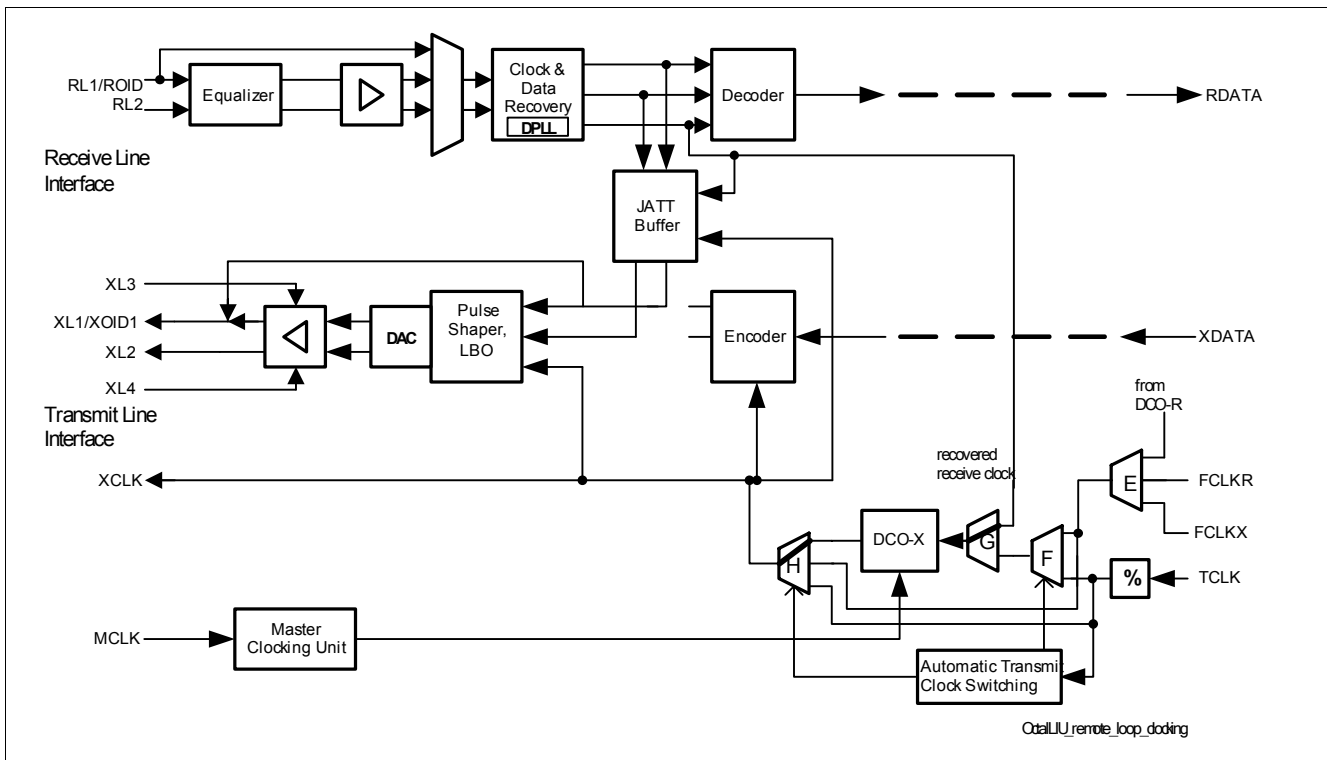 RL1/ROID
RL2
Equalizer
Clock &
Data
Recovery
DPLL
Decoder
RDATA
Receive Line
Interface
JATT
Buffer
XL3
XL1/XOID1
XL2
XL4
DAC
Pulse
Shaper,
LBO
Encoder
XDATA
Transmit Line
Interface
from
DCO-R
XCLK
recovered
receive clock
E
FCLKR
FCLKX
H
DCO-X
G
F
%
TCLK
MCLK
Master
Clocking Unit
Automatic Transmit
Clock Switching
OctalLIU_remote_loop_clocking